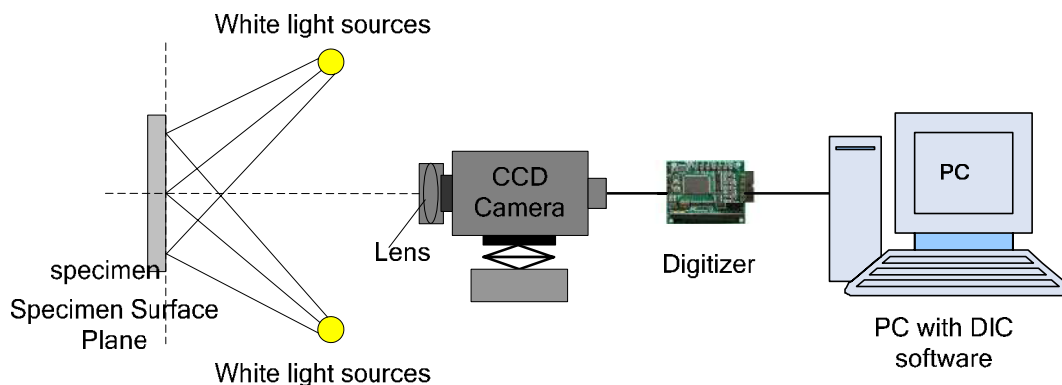 White light sources
specimen
Specimen Surface
Plane
White light sources
Lens
CCD
Camera
Digitizer
PC
PC with DIC
software